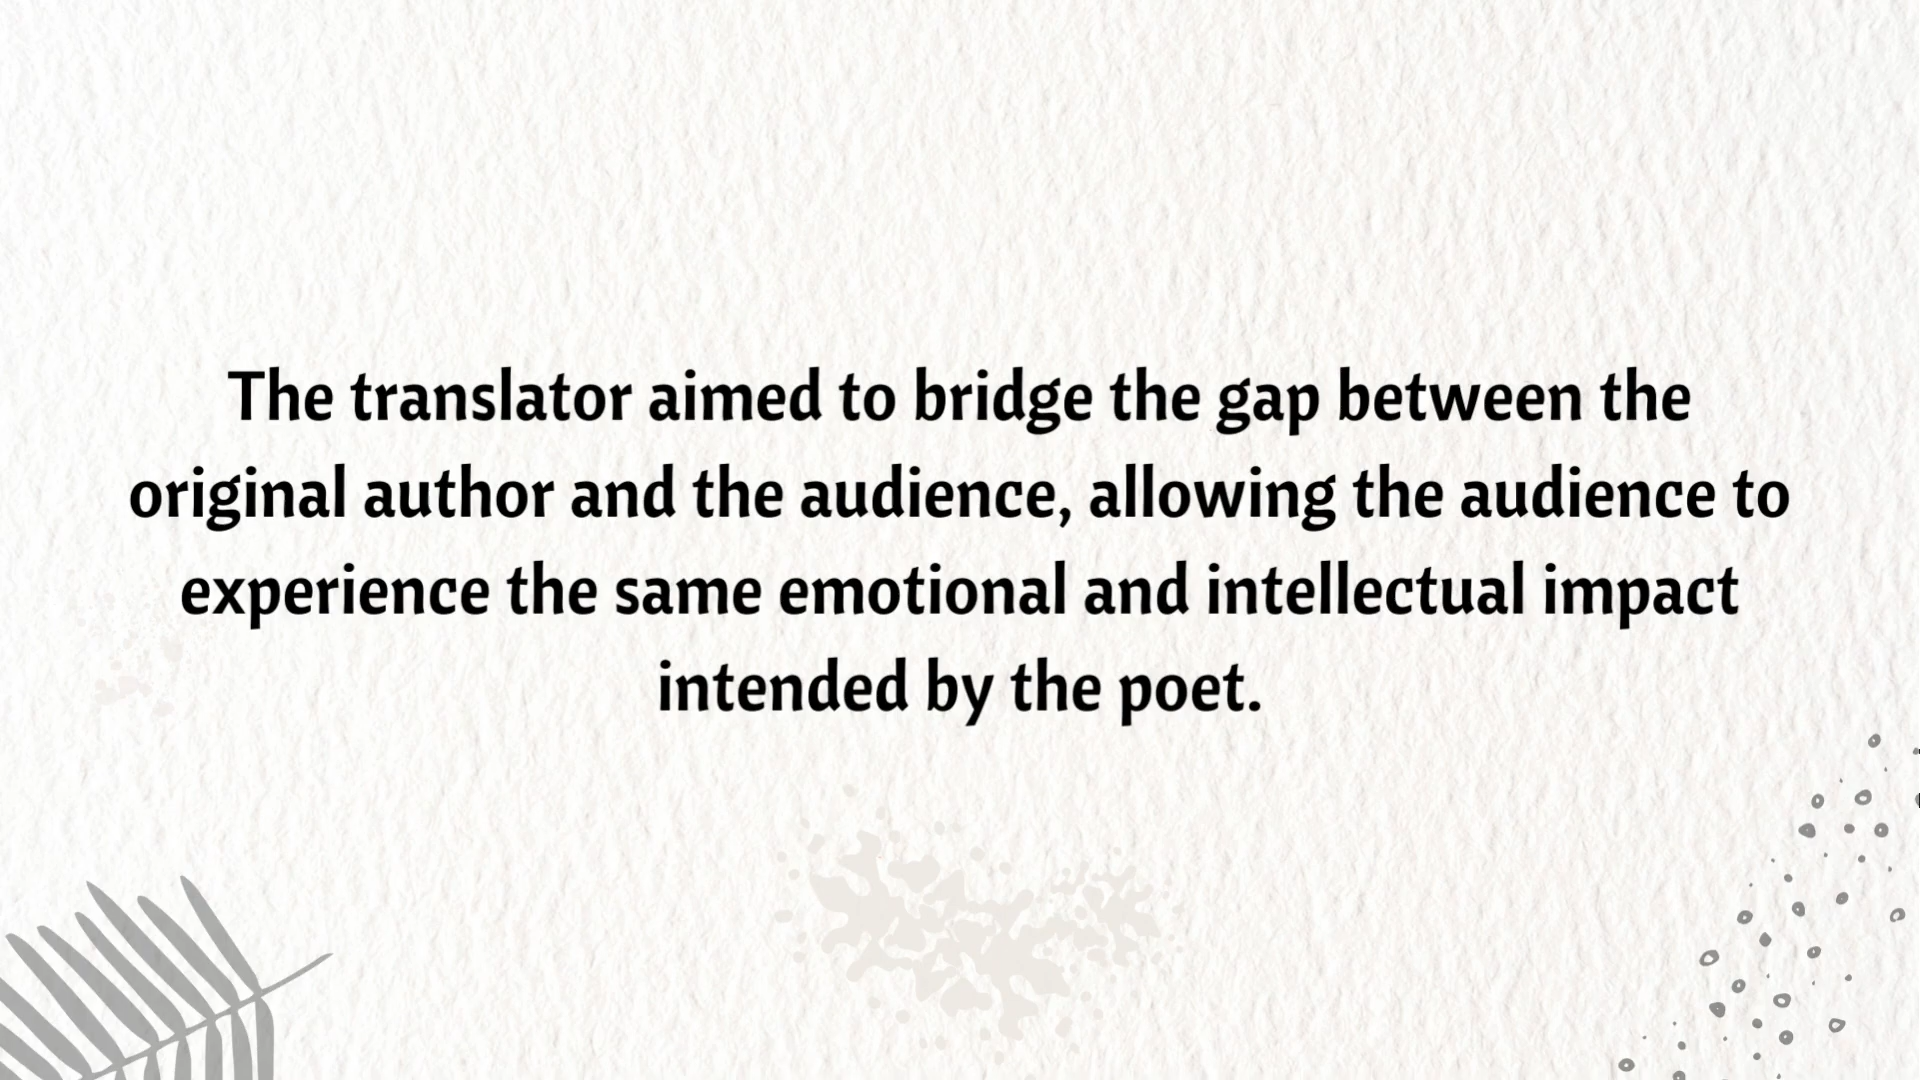 The translator aimed to bridge the gap between the
original author and the audience, allowing the audience to
experience the same emotional and intellectual impact
intended by the poet.